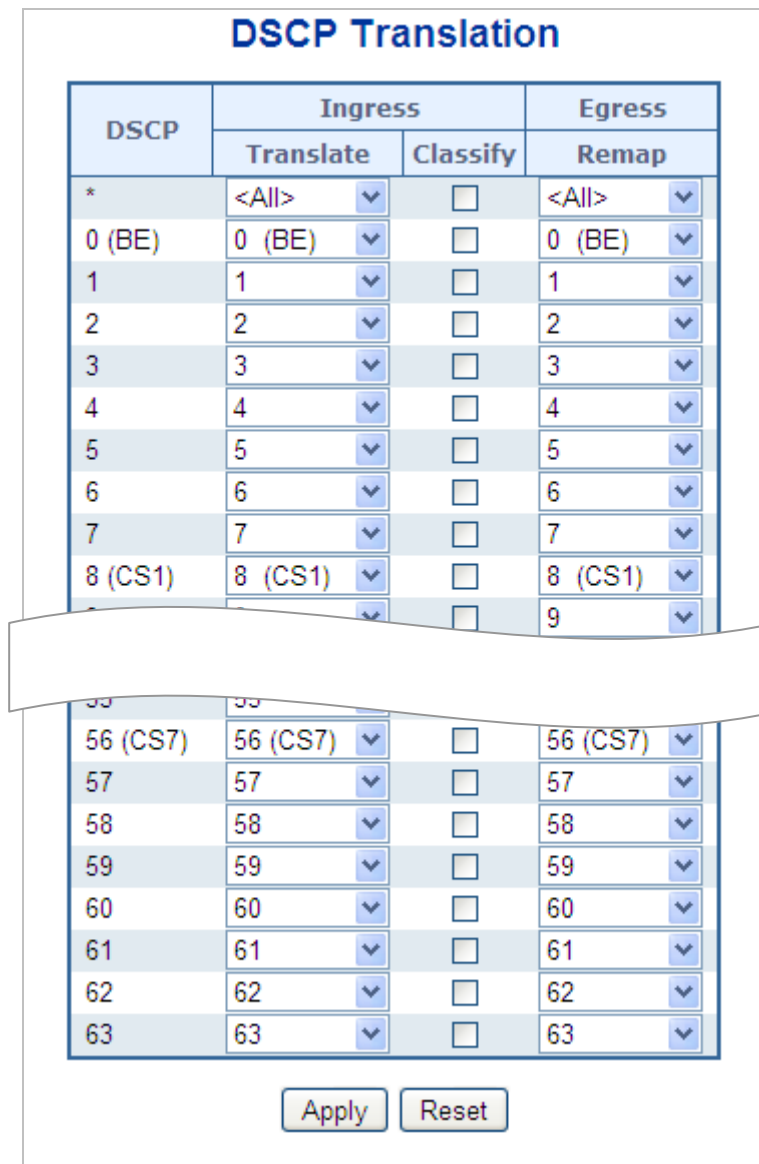 DSCP Translation
DSCP Ingress Egress
Translate Classify Remap
* <All> <All>
0 (BE) 0 (BE) 0 (BE)
1 1 1
2 2 2
3 3 3
4 4 4
5 5 5
6 6 6
7 7 7
8 (CS1) 8 (CS1) 8 (CS1)
9
56 (CS7) 56 (CS7) 56 (CS7)
57 57 57
58 58 58
59 59 59
60 60 60
61 61 61
62 62 62
63 63 63
Apply Reset